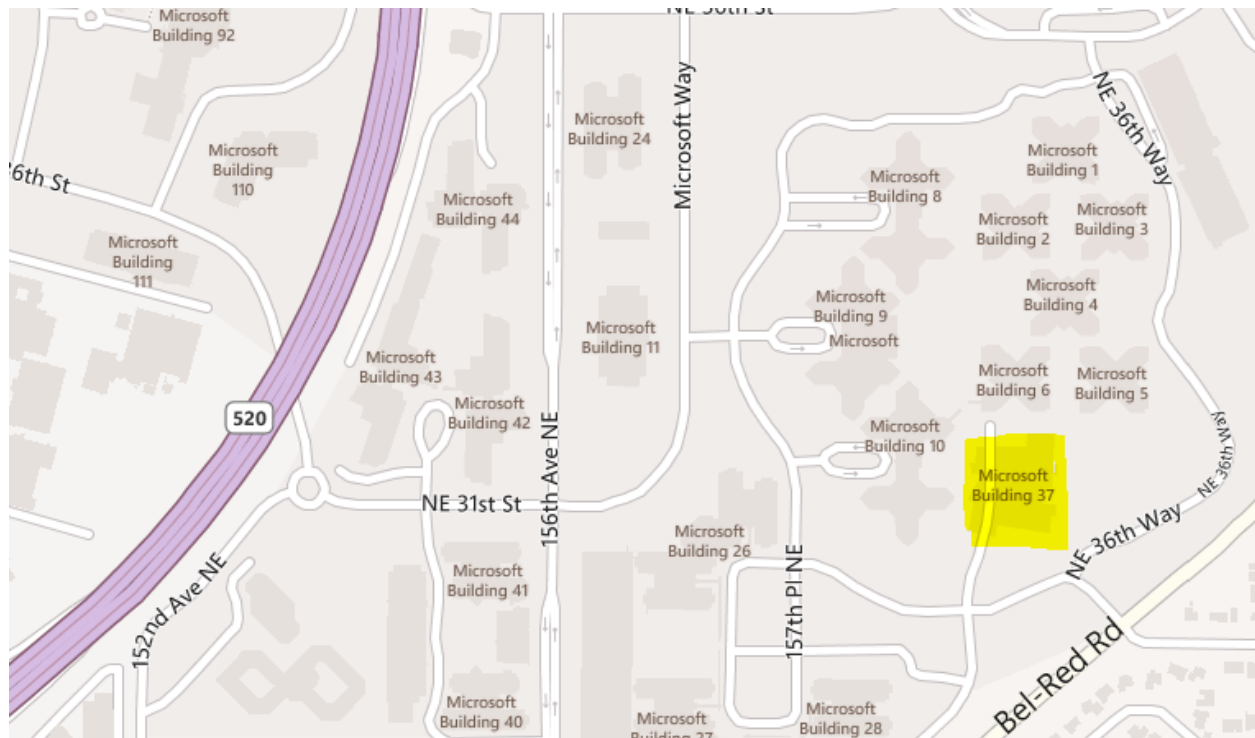 Microsoft
Building 92
NE 36th St
Microsoft
Building 24
Microsoft Way
NE 36th Way
Microsoft
Building
110
Microsoft
Building 1
36th St
Microsoft
Building 8
Microsoft
Building 44
Microsoft
Building 2
Microsoft
Building 3
Microsoft
Building
111
Microsoft
Building 4
Microsoft
Building 9
Microsoft
Microsoft
Building 11
Microsoft
Building 43
Microsoft
Building 6
Microsoft
Building 5
520
Microsoft
Building 42
156th Ave NE
Microsoft
Building 10
NE 36th Way
Microsoft
Building 37
NE 31st St
Microsoft
Building 26
NE 36th Way
152nd Ave NE
Microsoft
Building 41
157th Pl NE
Bel-Red Rd
Microsoft
Building 40
Microsoft
Building 27
Microsoft
Building 28